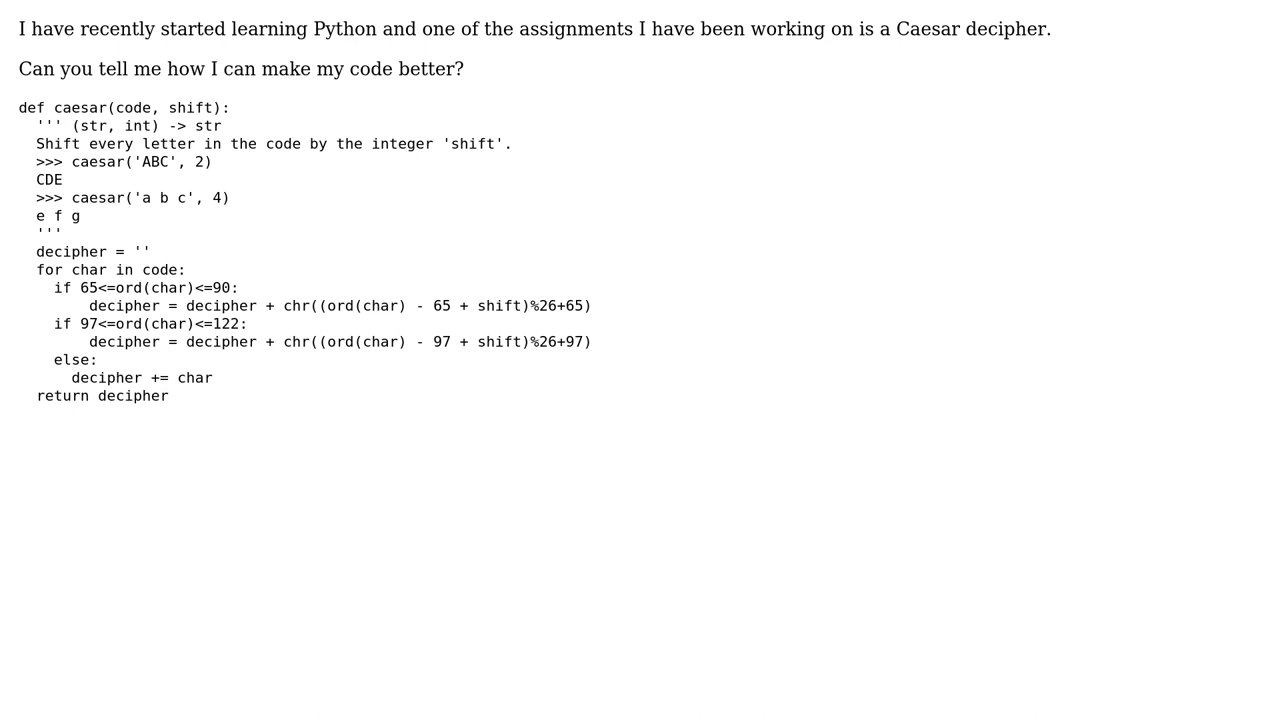 I have recently started learning Python and one of the assignments I have been working on is a Caesar decipher.
Can you tell me how I can make my code better?
def caesar(code, shift):
  ''' (str, int) -> str
  Shift every letter in the code by the integer 'shift'.
  >>> caesar('ABC', 2)
  CDE
  >>> caesar('a b c', 4)
  e f g
  '''
  decipher = ''
  for char in code:
    if 65<=ord(char)<=90:
        decipher = decipher + chr((ord(char) - 65 + shift)%26+65)
    if 97<=ord(char)<=122:
        decipher = decipher + chr((ord(char) - 97 + shift)%26+97)
    else:
      decipher += char
  return decipher